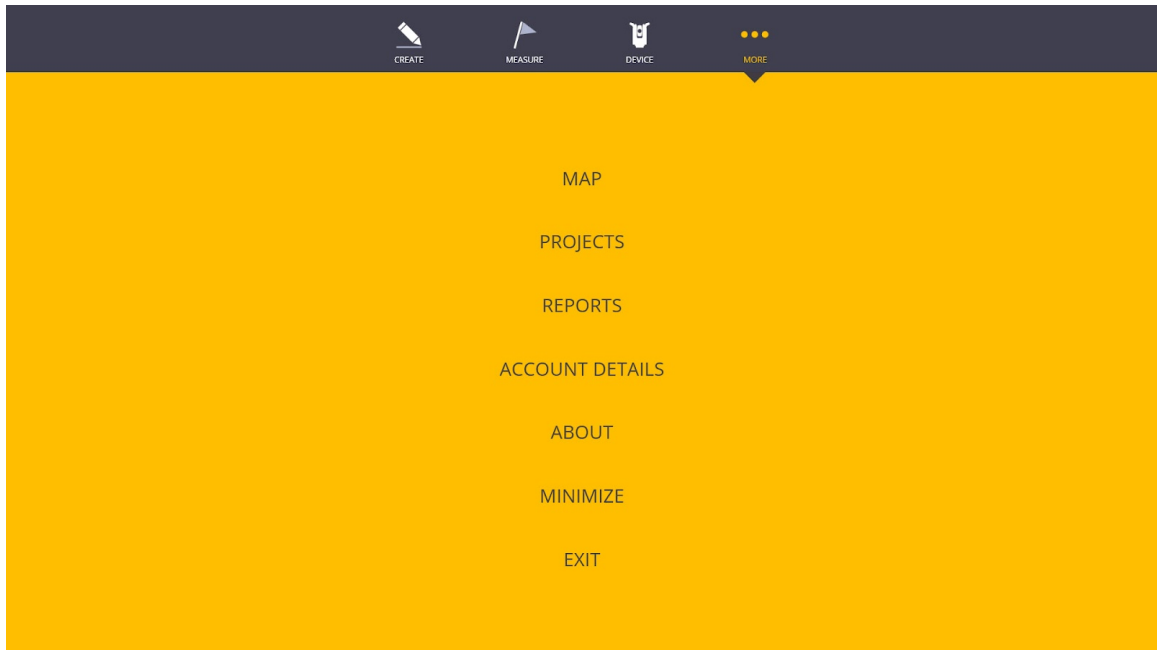 CREATE MEASURE DEVICE MORE
MAP
PROJECTS
REPORTS
ACCOUNT DETAILS
ABOUT
MINIMIZE
EXIT